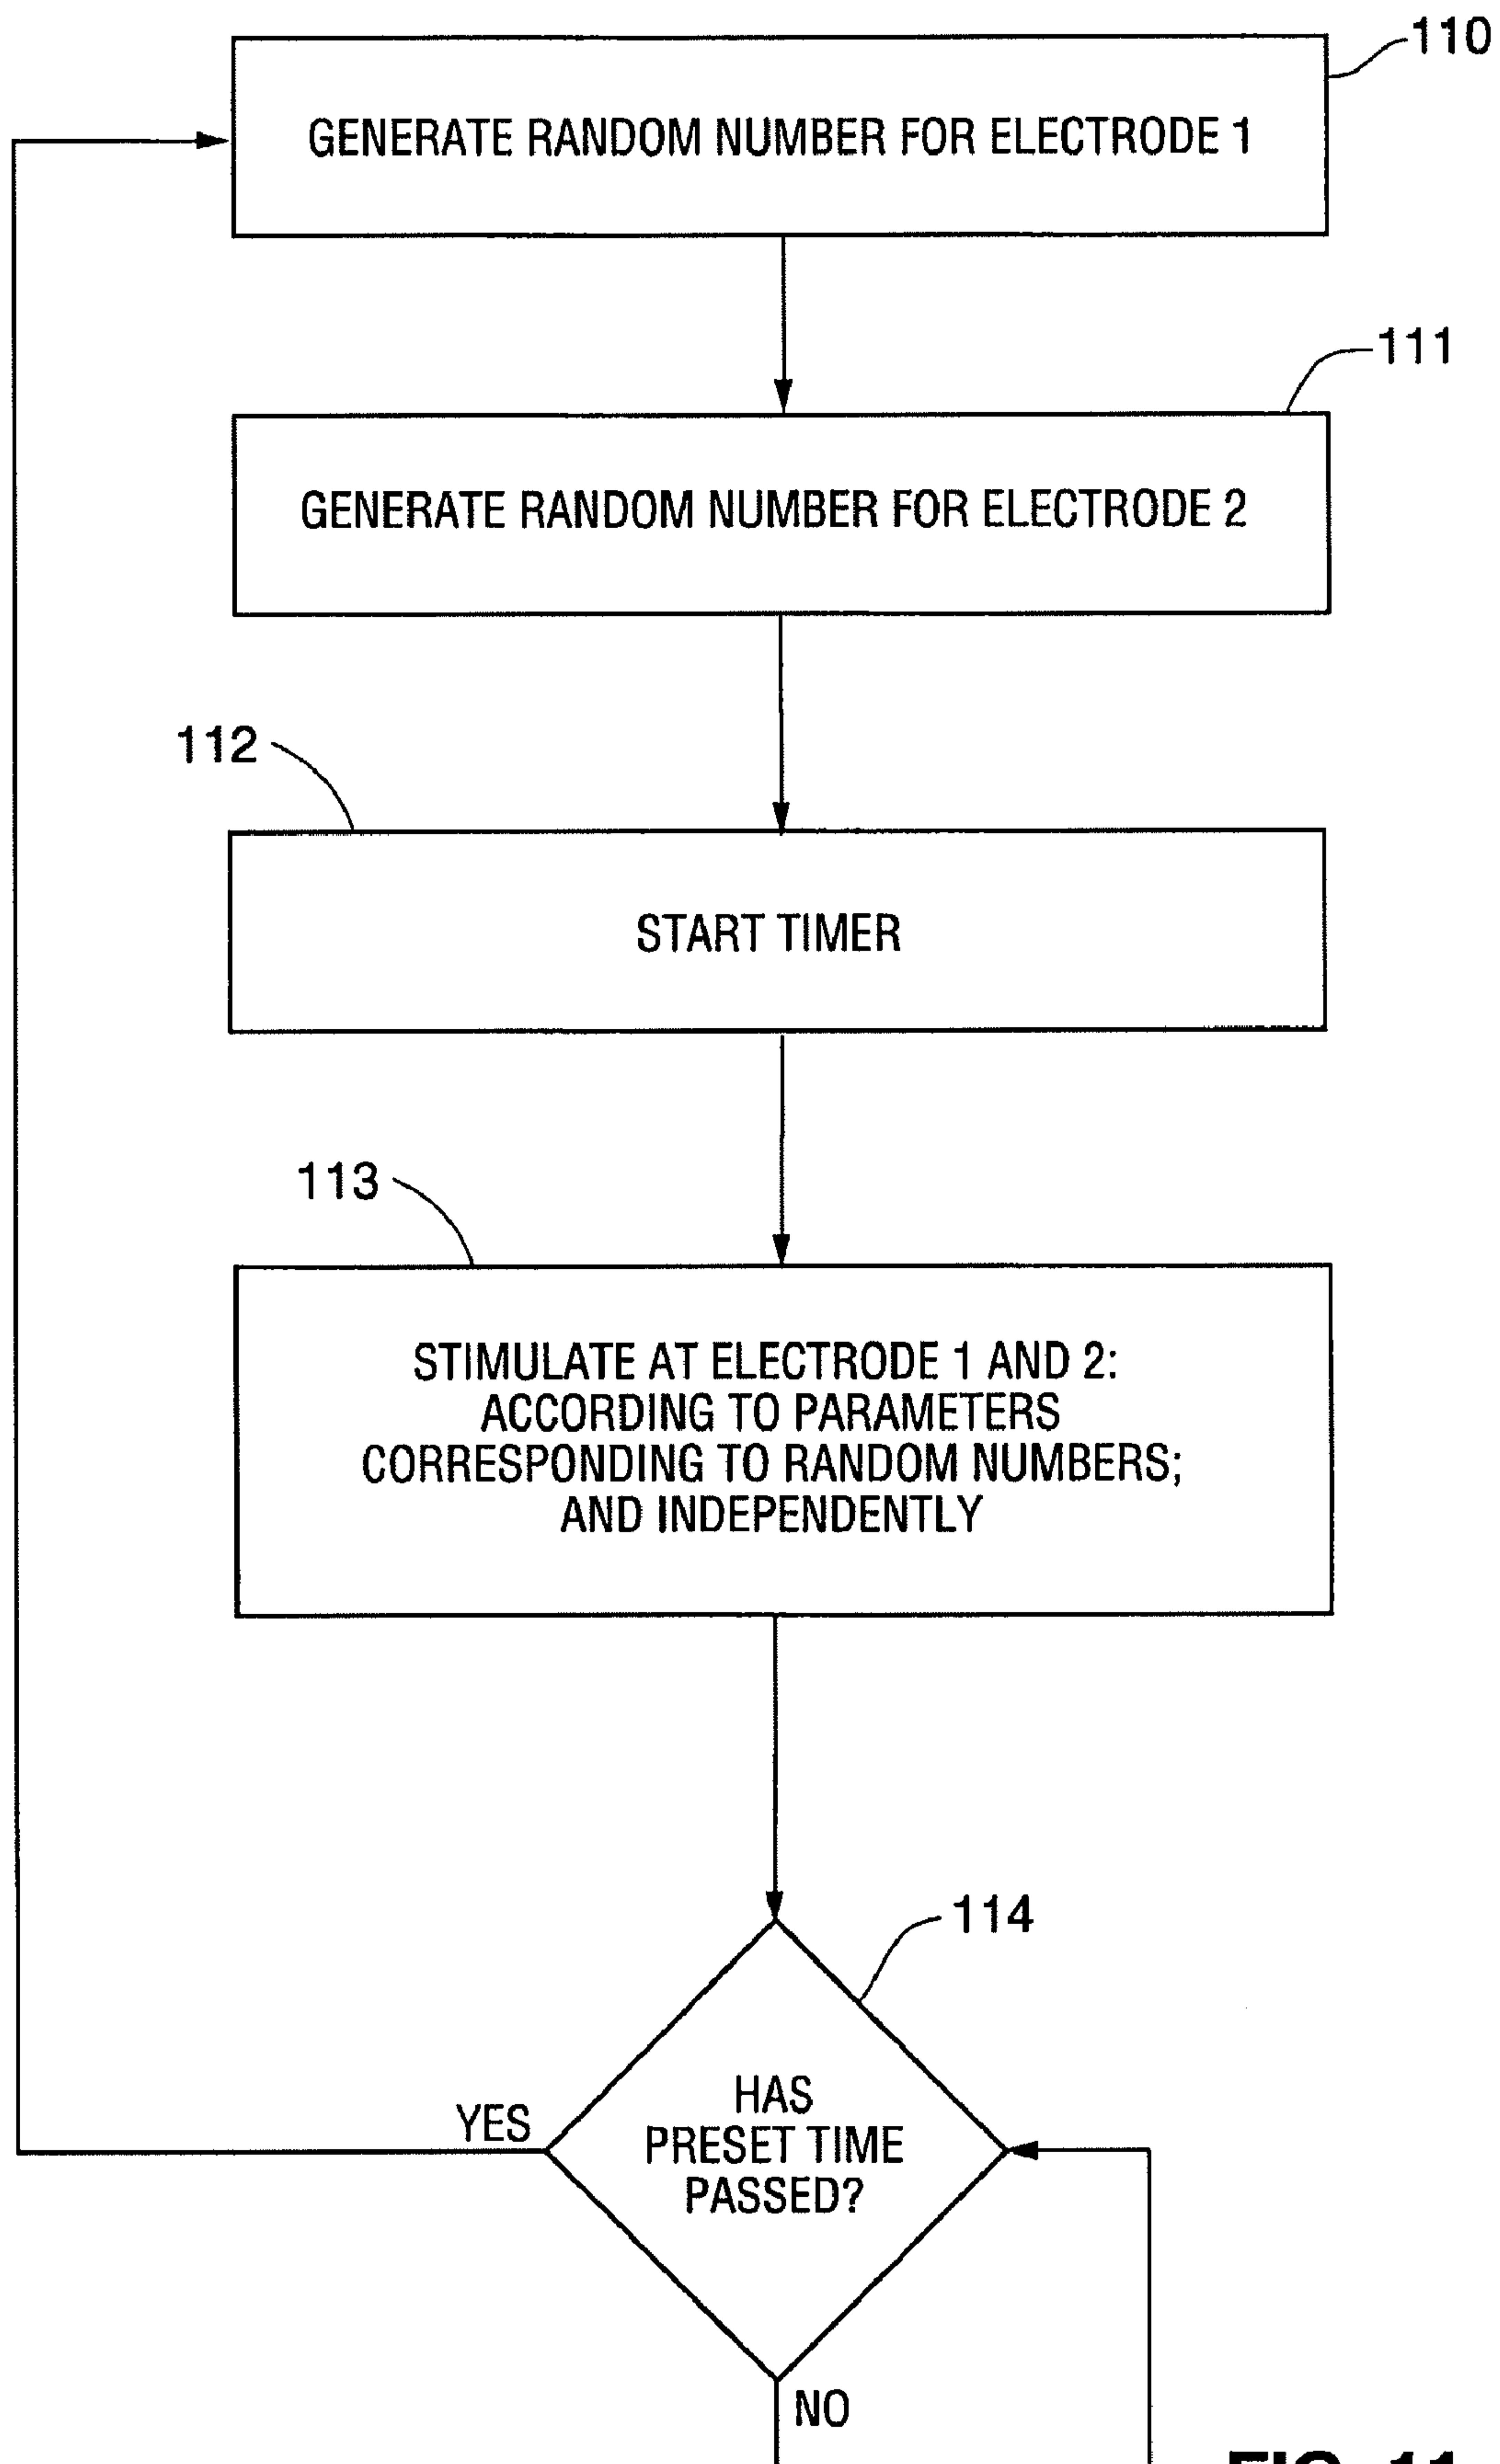 110
GENERATE RANDOM NUMBER FOR ELECTRODE 1
111
GENERATE RANDOM NUMBER FOR ELECTRODE 2
112
START TIMER
113
STIMULATE AT ELECTRODE 1 AND 2:
ACCORDING TO PARAMETERS
CORRESPONDING TO RANDOM NUMBERS;
AND INDEPENDENTLY
114
HAS
PRESET TIME
PASSED?
YES
NO
FIG. 11